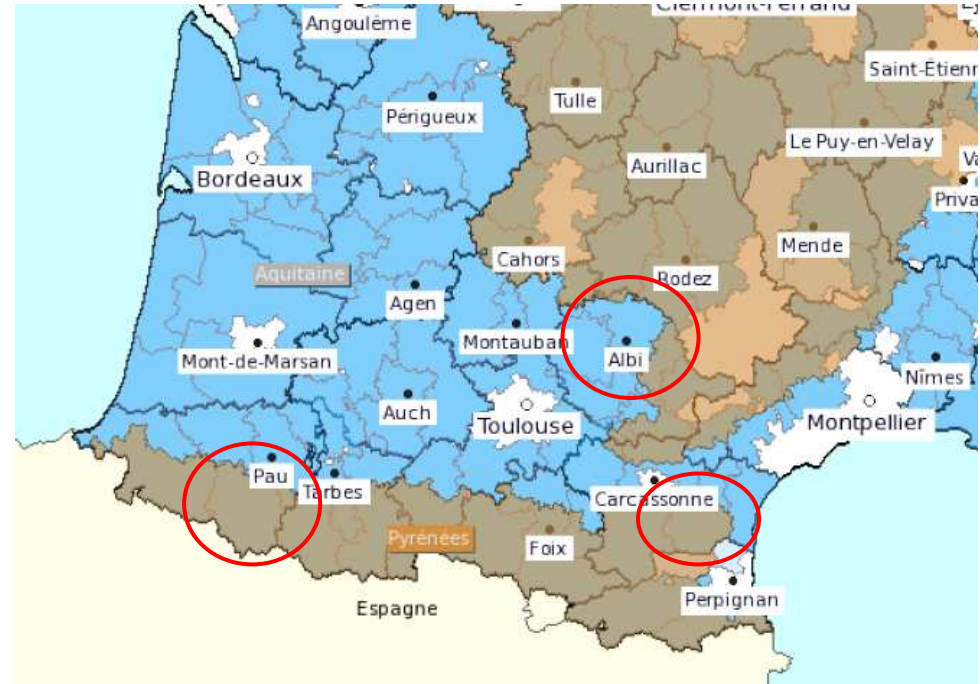 Clermont-Ferrand
Angoulême
Saint-Étienn
Périgueux
Tulle
Le Puy-en-Velay
Aurillac
Va
Bordeaux
Priva
Mende
Cahors
Rodez
Aquitaine
Agen
Montauban
Albi
Mont-de-Marsan
Nîmes
Auch
Toulouse
Montpellier
Pau
Tarbes
Carcassonne
Pyrénées
Foix
Perpignan
Espagne